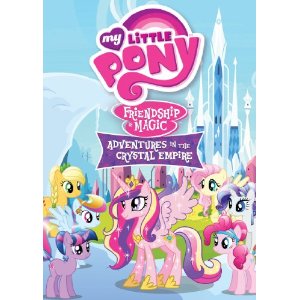 my LITTLE
PONY
FRIENDSHIP
is MAGIC
ADVENTURES IN THE
CRYSTAL EMPIRE